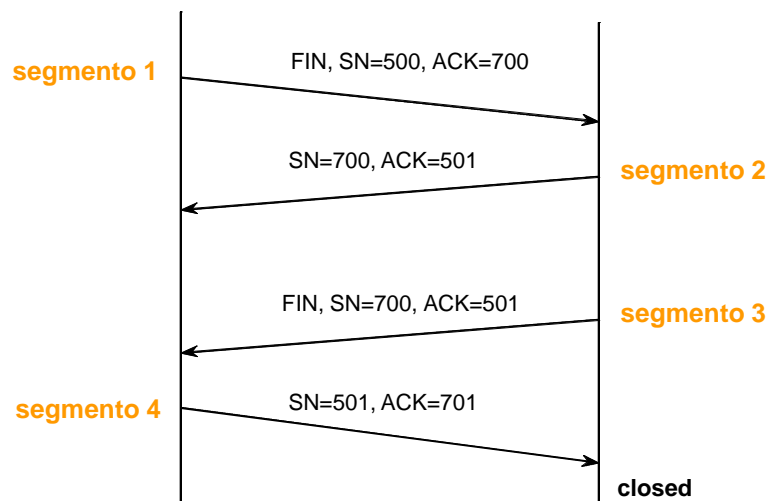 FIN, SN=500, ACK=700
segmento 1
SN=700, ACK=501
segmento 2
FIN, SN=700, ACK=501
segmento 3
SN=501, ACK=701
segmento 4
closed